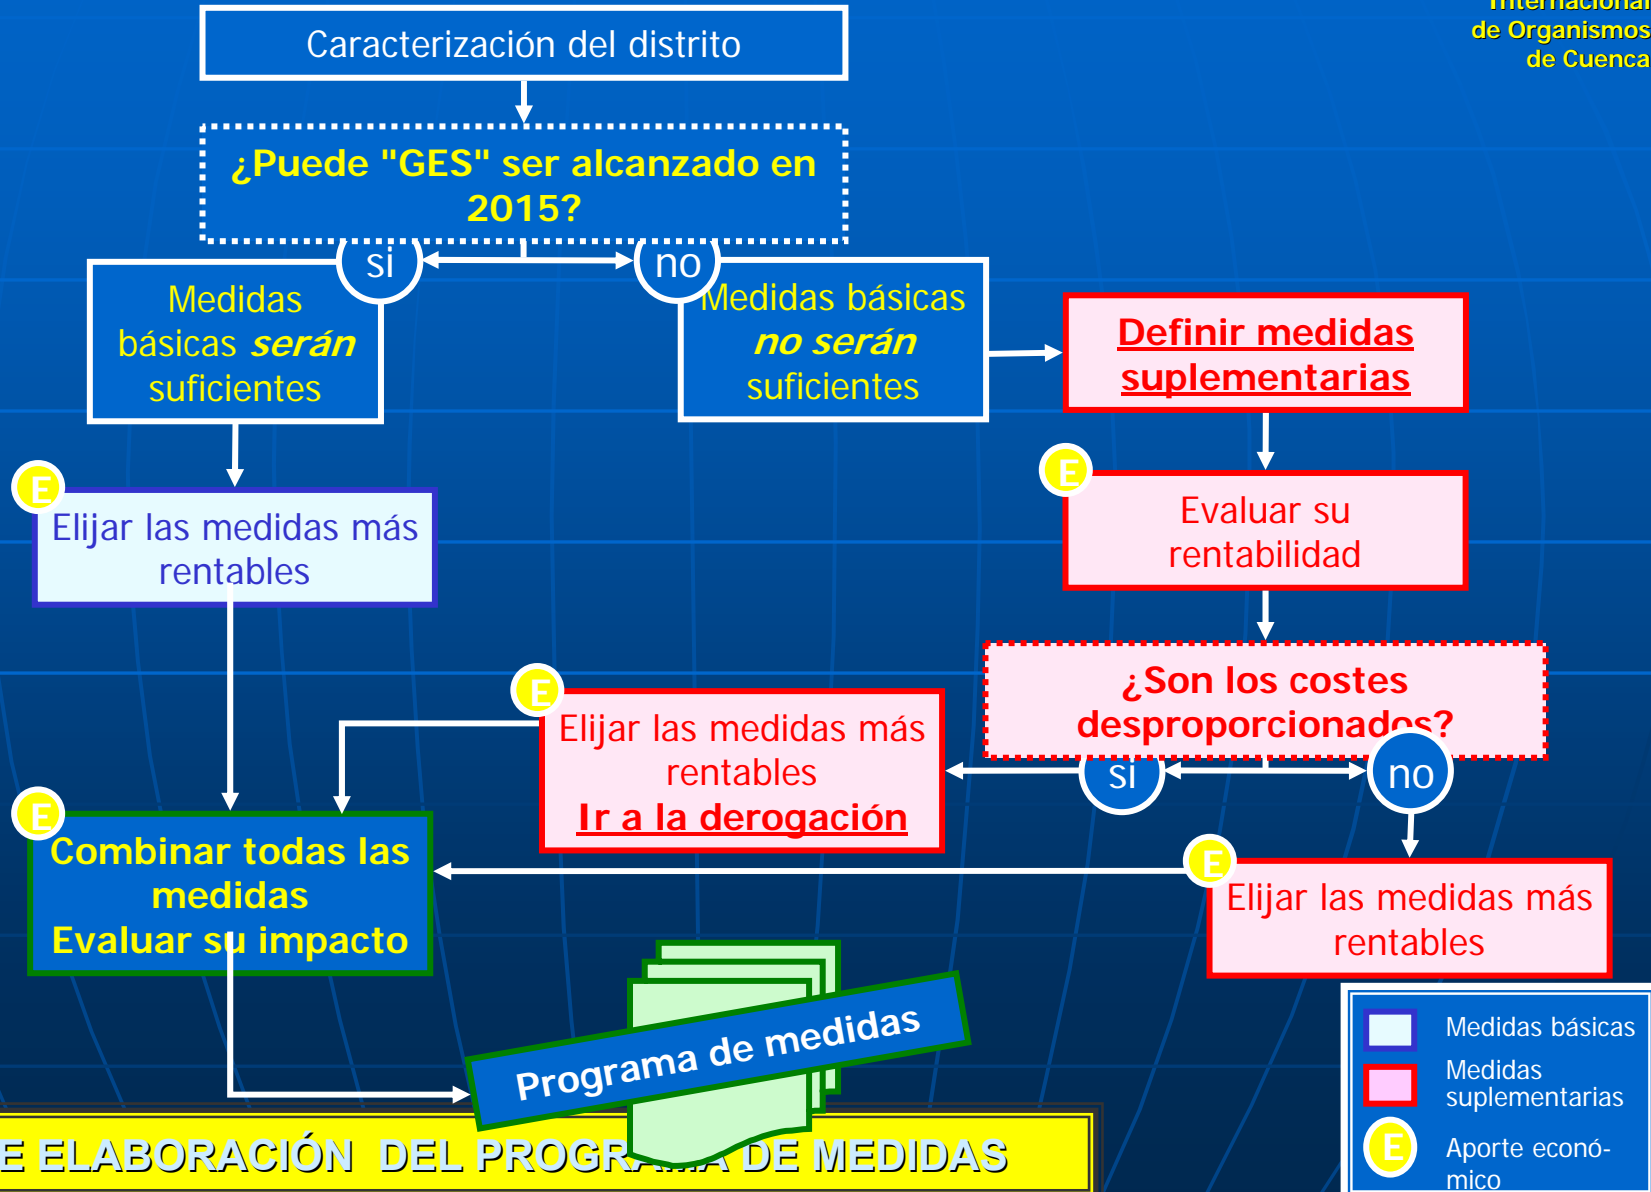 Internacional
de Organismos
de Cuenca
Caracterización del distrito
¿Puede "GES" ser alcanzado en
2015?
si
no
Medidas
básicas serán
suficientes
Medidas básicas
no serán
suficientes
Definir medidas
suplementarias
E
Elijar las medidas más
rentables
E
Evaluar su
rentabilidad
¿Son los costes
desproporcionados?
si
no
E
Elijar las medidas más
rentables
Ir a la derogación
E
Combinar todas las
medidas
Evaluar su impacto
E
Elijar las medidas más
rentables
Programa de medidas
E ELABORACIÓN DEL PROGRAMA DE MEDIDAS
Medidas básicas
Medidas
suplementarias
E
Aporte econó-
mico